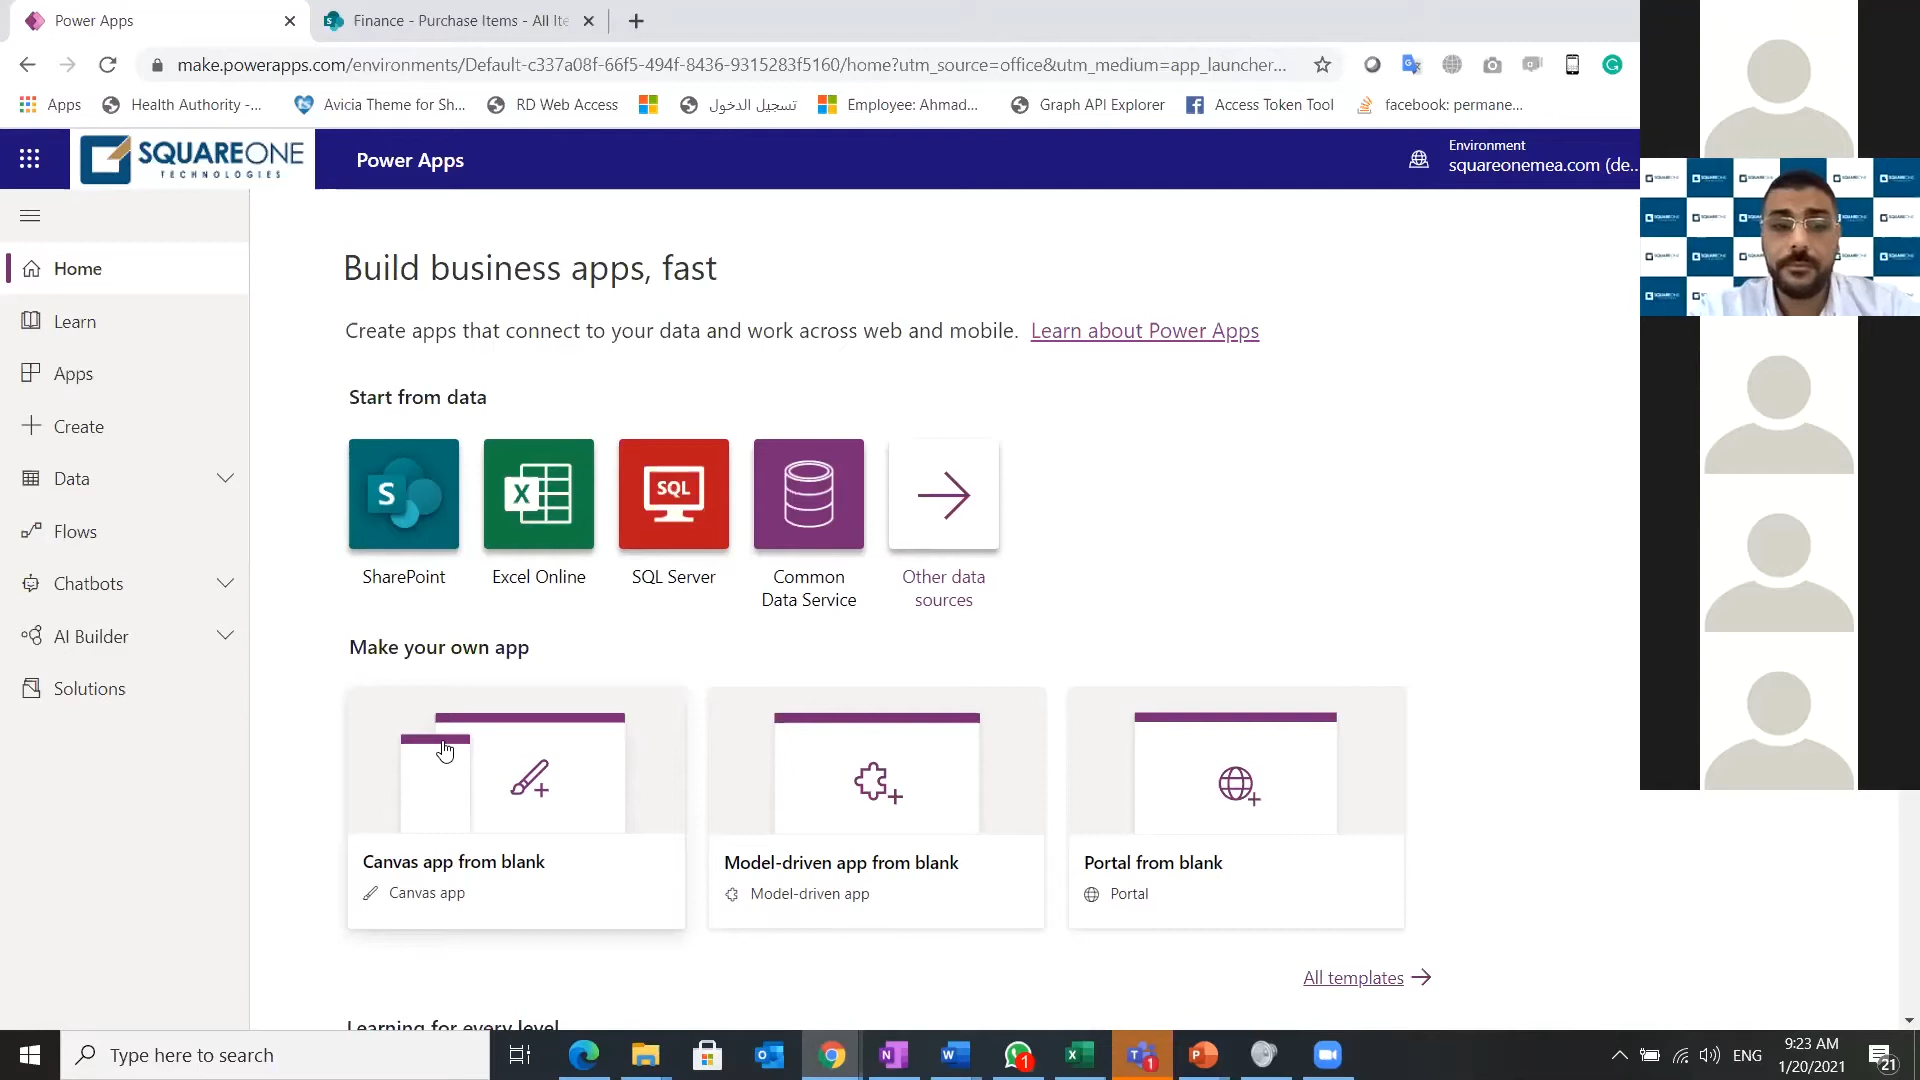 Power Apps
Finance - Purchase Items - All Ite
make.powerapps.com/environments/Default-c337a08f-66f5-494f-8436-9315283f5160/home?utm_source=office&utm_medium=app_launcher...
Apps
Health Authority -...
Avicia Theme for Sh...
RD Web Access
تسجيل الدخول
Employee: Ahmad...
Graph API Explorer
Access Token Tool
facebook: permane...
SQUAREONE
TECHNOLOGIES
Power Apps
Environment
squareonemea.com (de...
Home
Learn
Apps
Create
Data
Flows
Chatbots
AI Builder
Solutions
Build business apps, fast
Create apps that connect to your data and work across web and mobile. Learn about Power Apps
Start from data
S
X
SQL
SharePoint
Excel Online
SQL Server
Common
Data Service
Other data
sources
Make your own app
Canvas app from blank
Canvas app
Model-driven app from blank
Model-driven app
Portal from blank
Portal
All templates
Learning for every level
Type here to search
1
1
ENG
9:23 AM
1/20/2021
21